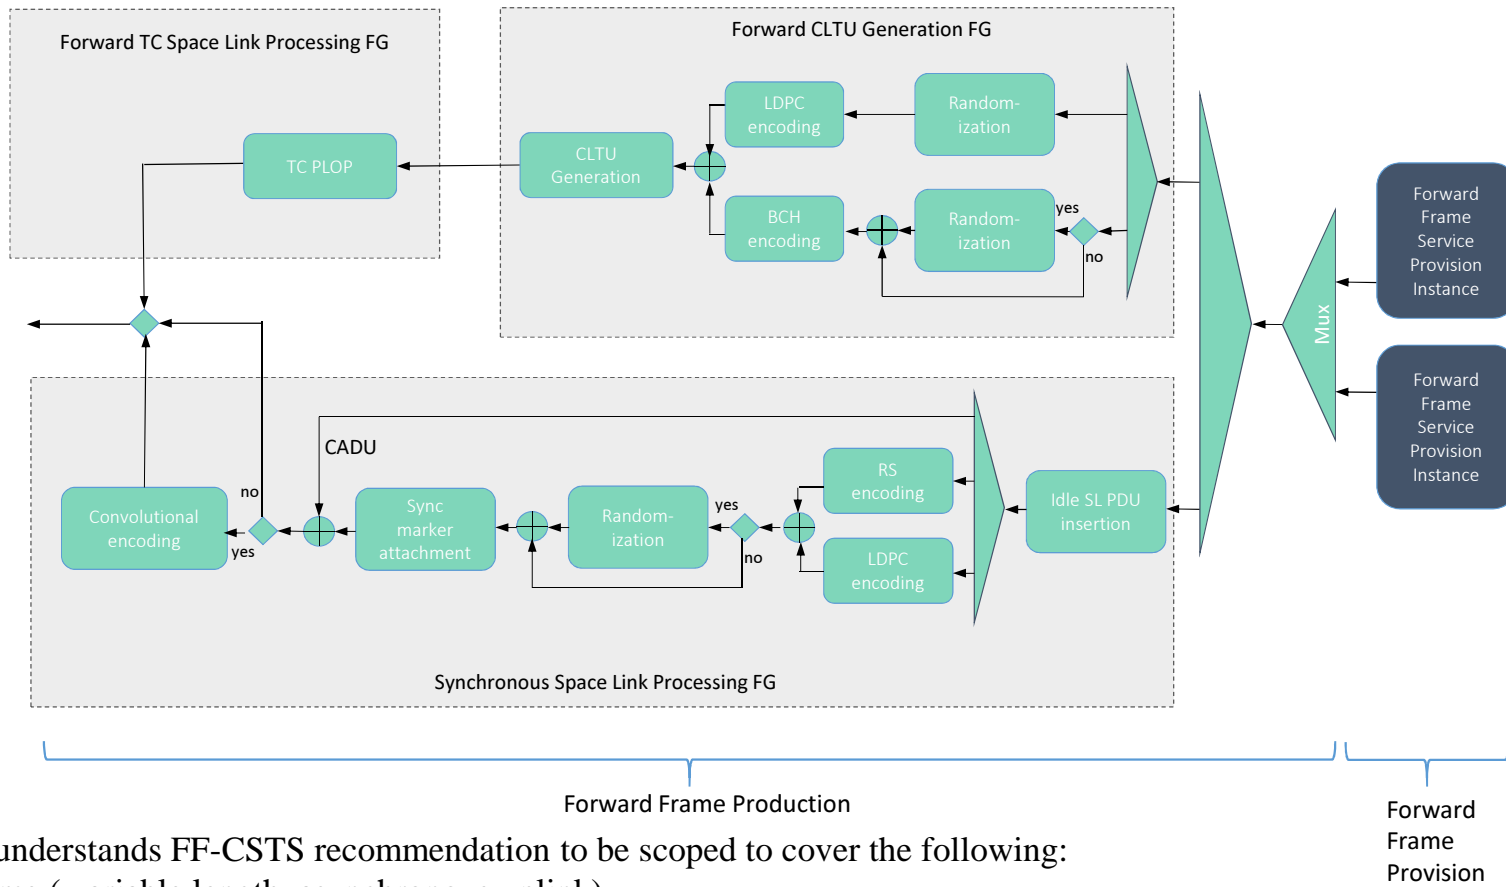 Forward TC Space Link Processing FG
Forward CLTU Generation FG
LDPC
encoding
Random-
ization
TC PLOP
CLTU
Generation
BCH
encoding
yes
Random-
ization
no
Forward
Frame
Service
Provision
Instance
Mux
Forward
Frame
Service
Provision
Instance
CADU
RS
encoding
no
Convolutional
encoding
yes
Sync
marker
attachment
Random-
ization
yes
no
LDPC
encoding
Idle SL PDU
insertion
Synchronous Space Link Processing FG
Forward Frame Production
Forward
Frame
Provision
understands FF-CSTS recommendation to be scoped to cover the following: